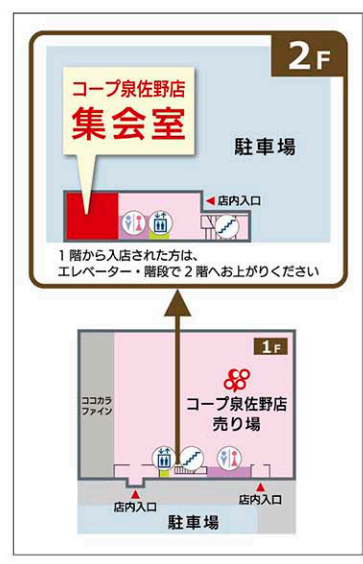 2F
コープ泉佐野店
集会室
駐車場
店内入口
1階から入店された方は、
エレベーター・階段で2階へお上がりください
1F
coop
コープ泉佐野店
売り場
ココカラ
ファイン
店内入口
店内入口
駐車場